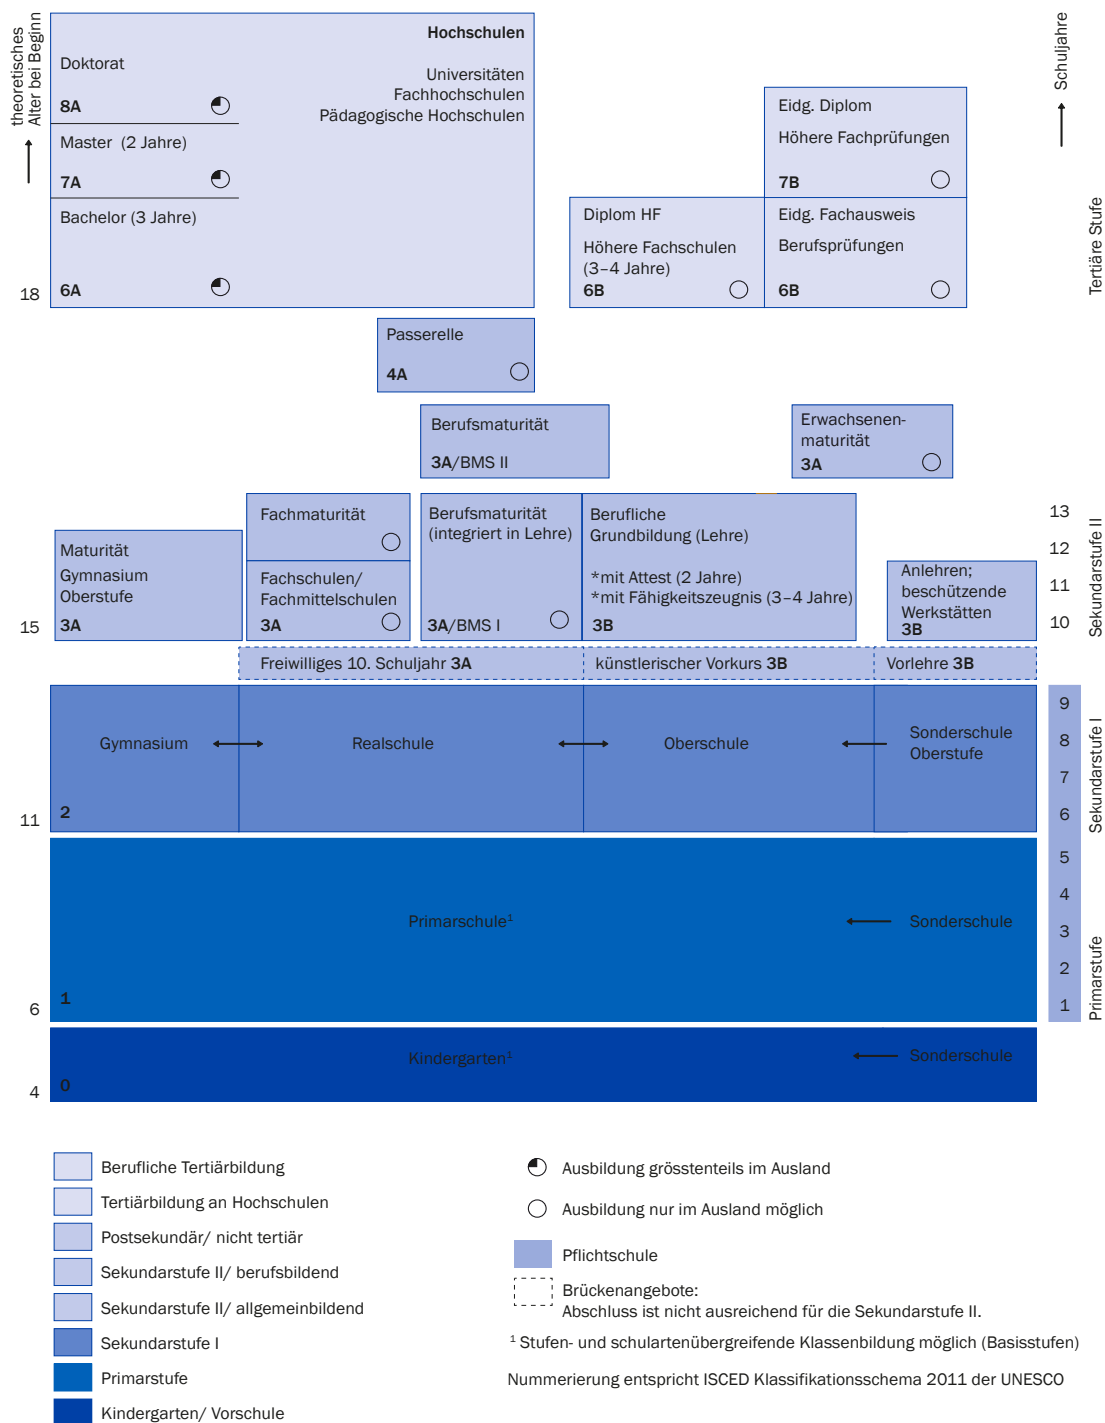 theoretisches
Alter bei Beginn
Schuljahre
Hochschulen
Universitäten
Fachhochschulen
Pädagogische Hochschulen
Doktorat
8A
Master (2 Jahre)
7A
Bachelor (3 Jahre)
6A
18
Eidg. Diplom
Höhere Fachprüfungen
7B
Diplom HF
Höhere Fachschulen
(3–4 Jahre)
6B
Eidg. Fachausweis
Berufsprüfungen
6B
Tertiäre Stufe
Passerelle
4A
Berufsmaturität
3A/BMS II
Erwachsenen-
maturität
3A
Maturität
Gymnasium
Oberstufe
3A
Fachmaturität
Fachschulen/
Fachmittelschulen
3A
Berufsmaturität
(integriert in Lehre)
3A/BMS I
Berufliche
Grundbildung (Lehre)
*mit Attest (2 Jahre)
*mit Fähigkeitszeugnis (3–4 Jahre)
3B
Anlehren;
beschützende
Werkstätten
3B
13
12
11
10
Sekundarstufe II
15
Freiwilliges 10. Schuljahr 3A
künstlerischer Vorkurs 3B
Vorlehre 3B
Gymnasium
Realschule
Oberschule
Sonderschule
Oberstufe
2
11
9
8
7
6
Sekundarstufe I
Primarschule¹
Sonderschule
1
6
5
4
3
2
1
Primarstufe
Kindergarten¹
Sonderschule
0
4
Berufliche Tertiärbildung
Tertiärbildung an Hochschulen
Postsekundär/ nicht tertiär
Sekundarstufe II/ berufsbildend
Sekundarstufe II/ allgemeinbildend
Sekundarstufe I
Primarstufe
Kindergarten/ Vorschule
Ausbildung grösstenteils im Ausland
Ausbildung nur im Ausland möglich
Pflichtschule
Brückenangebote:
Abschluss ist nicht ausreichend für die Sekundarstufe II.
¹ Stufen- und schulartenübergreifende Klassenbildung möglich (Basisstufen)
Nummerierung entspricht ISCED Klassifikationsschema 2011 der UNESCO